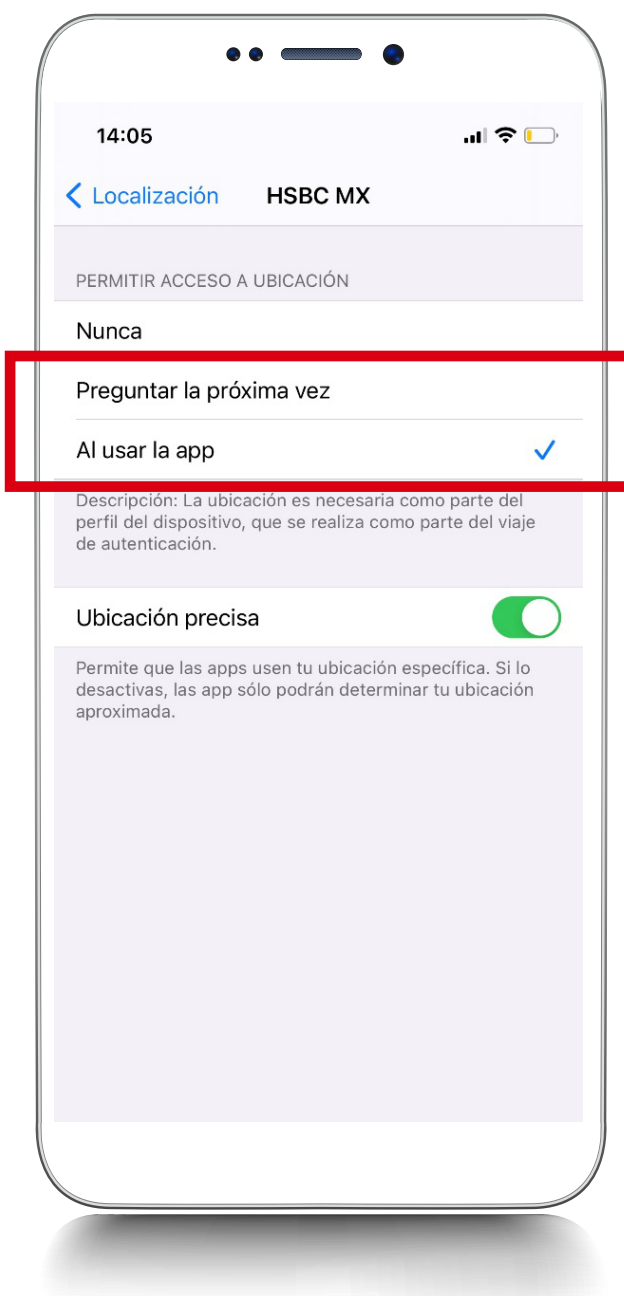 14:05
Localización HSBC MX
PERMITIR ACCESO A UBICACIÓN
Nunca
Preguntar la próxima vez
Al usar la app
Descripción: La ubicación es necesaria como parte del
perfil del dispositivo, que se realiza como parte del viaje
de autenticación.
Ubicación precisa
Permite que las apps usen tu ubicación específica. Si lo
desactivas, las app sólo podrán determinar tu ubicación
aproximada.